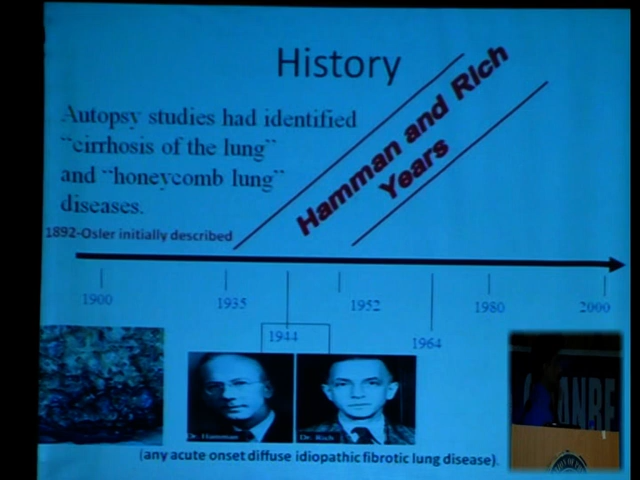 History
Hamman and Rich
Years
Autopsy studies had identified
"cirrhosis of the lung"
and "honeycomb lung"
diseases.
1892-Osler initially described
1900
1935
1944
1952
1964
1980
2000
Dr. Hamman
Dr. Rich
(any acute onset diffuse idiopathic fibrotic lung disease).